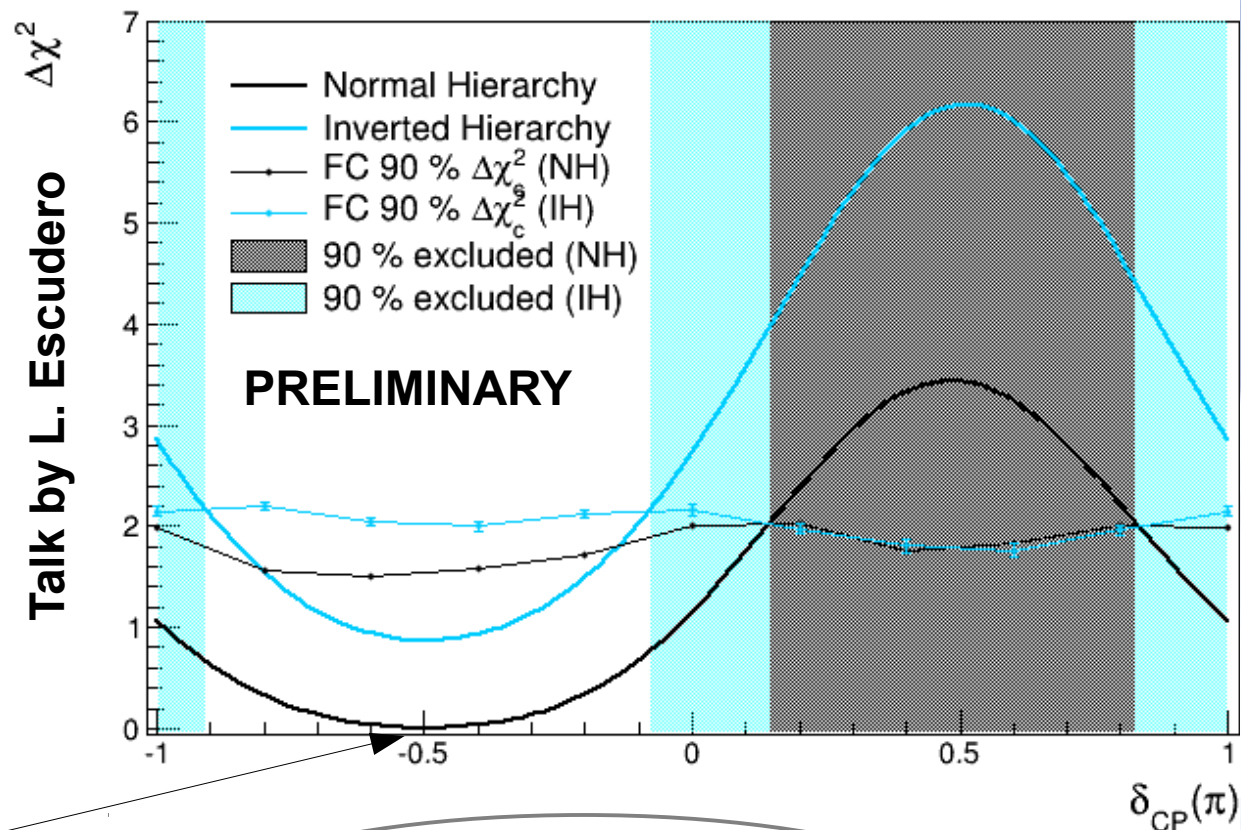 Δχ²
Talk by L. Escudero
7
6
5
4
3
2
1
0
Normal Hierarchy
Inverted Hierarchy
FC 90 % Δχ²c (NH)
FC 90 % Δχ²c (IH)
90 % excluded (NH)
90 % excluded (IH)
PRELIMINARY
-1 -0.5 0 0.5 1
δCP(π)